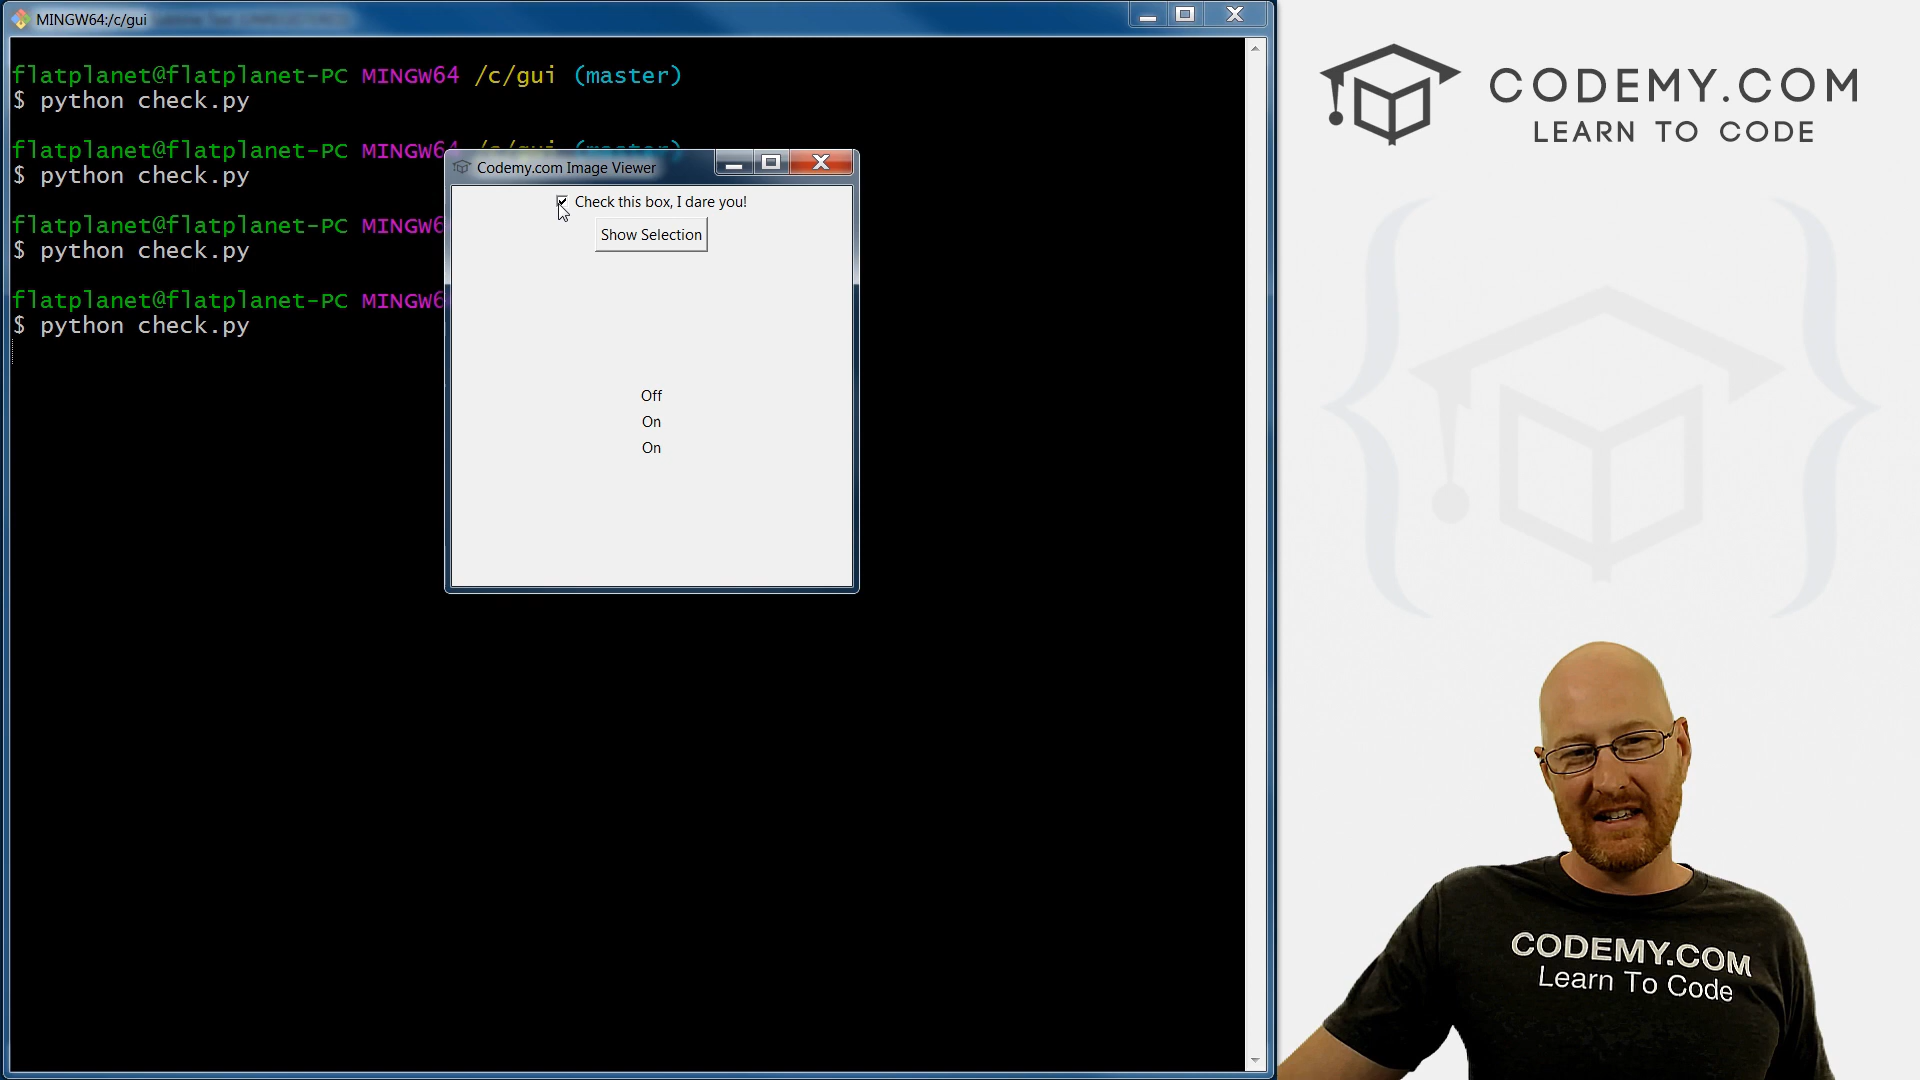 MINGW64:/c/gui
flatplanet@flatplanet-PC MINGW64 /c/gui (master)
$ python check.py
flatplanet@flatplanet-PC MINGW64
$ python check.py
flatplanet@flatplanet-PC MINGW6
$ python check.py
flatplanet@flatplanet-PC MINGW6
$ python check.py
Codemy.com Image Viewer
Check this box, I dare you!
Show Selection
Off
On
On
CODEMY.COM
LEARN TO CODE
CODEMY.COM
Learn To Code